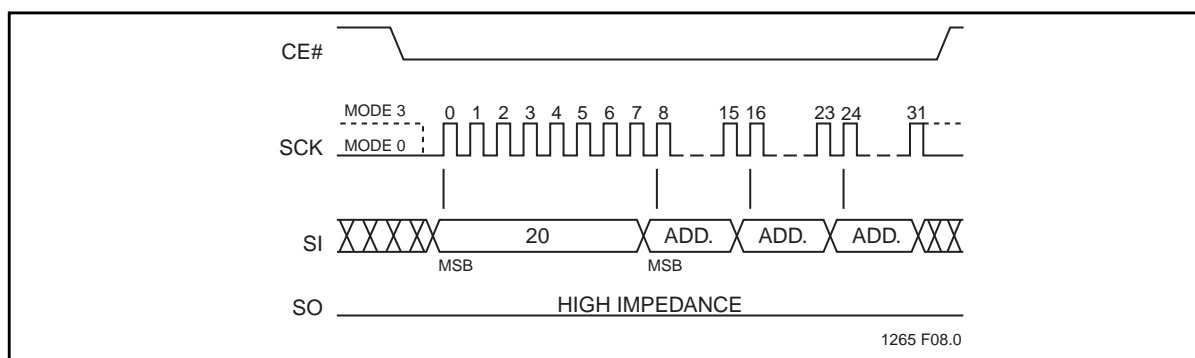 CE#
MODE 3 0 1 2 3 4 5 6 7 8 15 16 23 24 31
SCK MODE 0
SI 20 ADD. ADD. ADD.
MSB MSB
SO HIGH IMPEDANCE
1265 F08.0